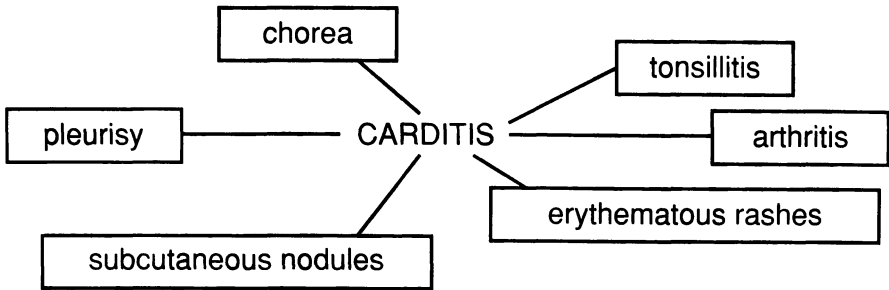 chorea
tonsillitis
pleurisy
CARDITIS
arthritis
erythematous rashes
subcutaneous nodules